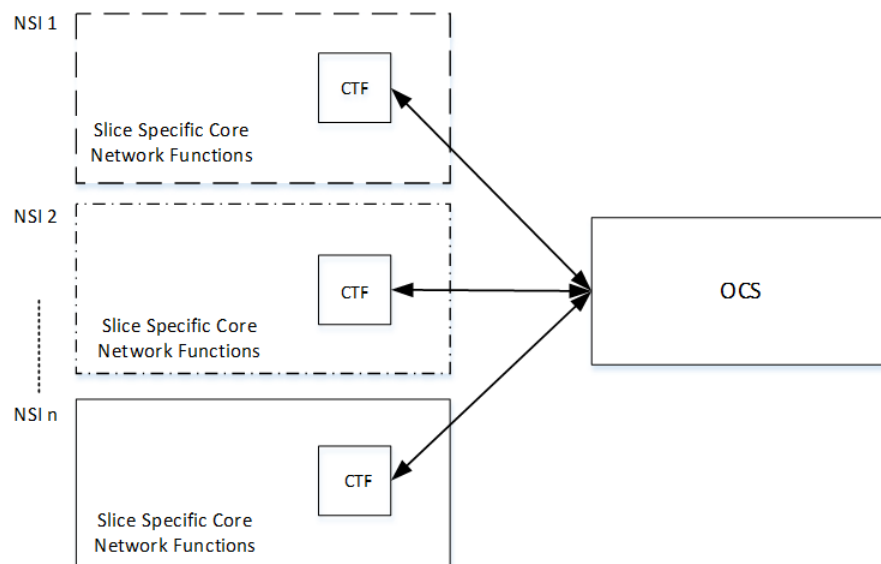 NSI 1
CTF
Slice Specific Core
Network Functions
NSI 2
CTF
Slice Specific Core
Network Functions
OCS
NSI n
CTF
Slice Specific Core
Network Functions